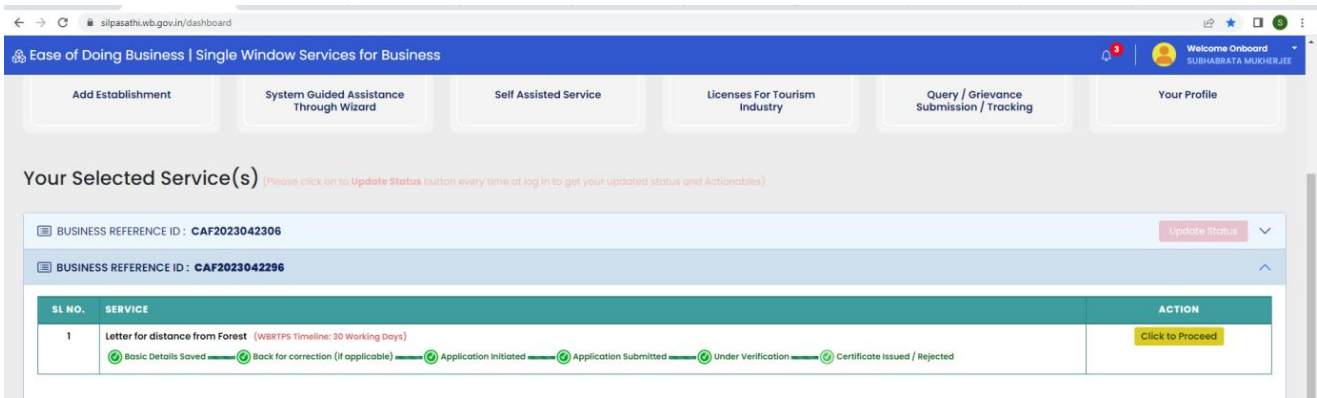 silpasathi.wb.gov.in/dashboard
S
Ease of Doing Business | Single Window Services for Business
3
Welcome Onboard
SUBHABRATA MUKHERJEE
Add Establishment
System Guided Assistance
Through Wizard
Self Assisted Service
Licenses For Tourism
Industry
Query / Grievance
Submission / Tracking
Your Profile
Your Selected Service(s) (Please click on to Update Status button every time at log in to get your updated status and Actionables)
BUSINESS REFERENCE ID : CAF2023042306
Update Status
BUSINESS REFERENCE ID : CAF2023042296
SL NO. SERVICE ACTION
1 Letter for distance from Forest (WBRTPS Timeline: 30 Working Days) Click to Proceed
Basic Details Saved Back for correction (if applicable) Application Initiated Application Submitted Under Verification Certificate Issued / Rejected